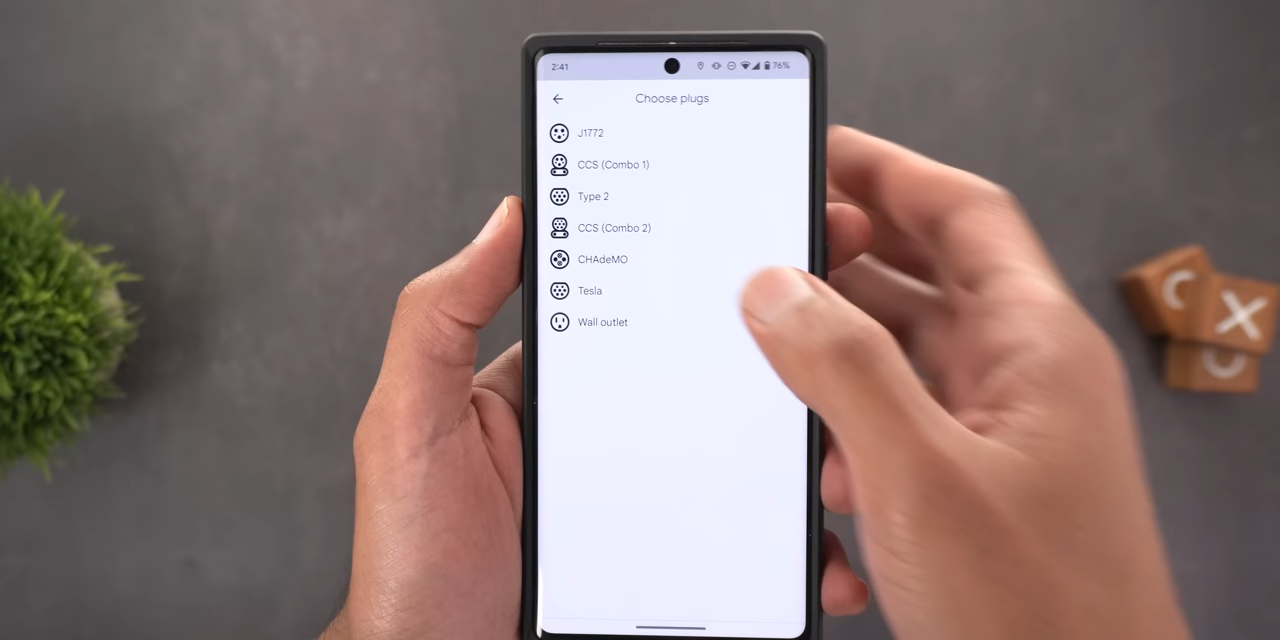 2:41
76%
Choose plugs
J1772
CCS (Combo 1)
Type 2
CCS (Combo 2)
CHAdeMO
Tesla
Wall outlet
C
X